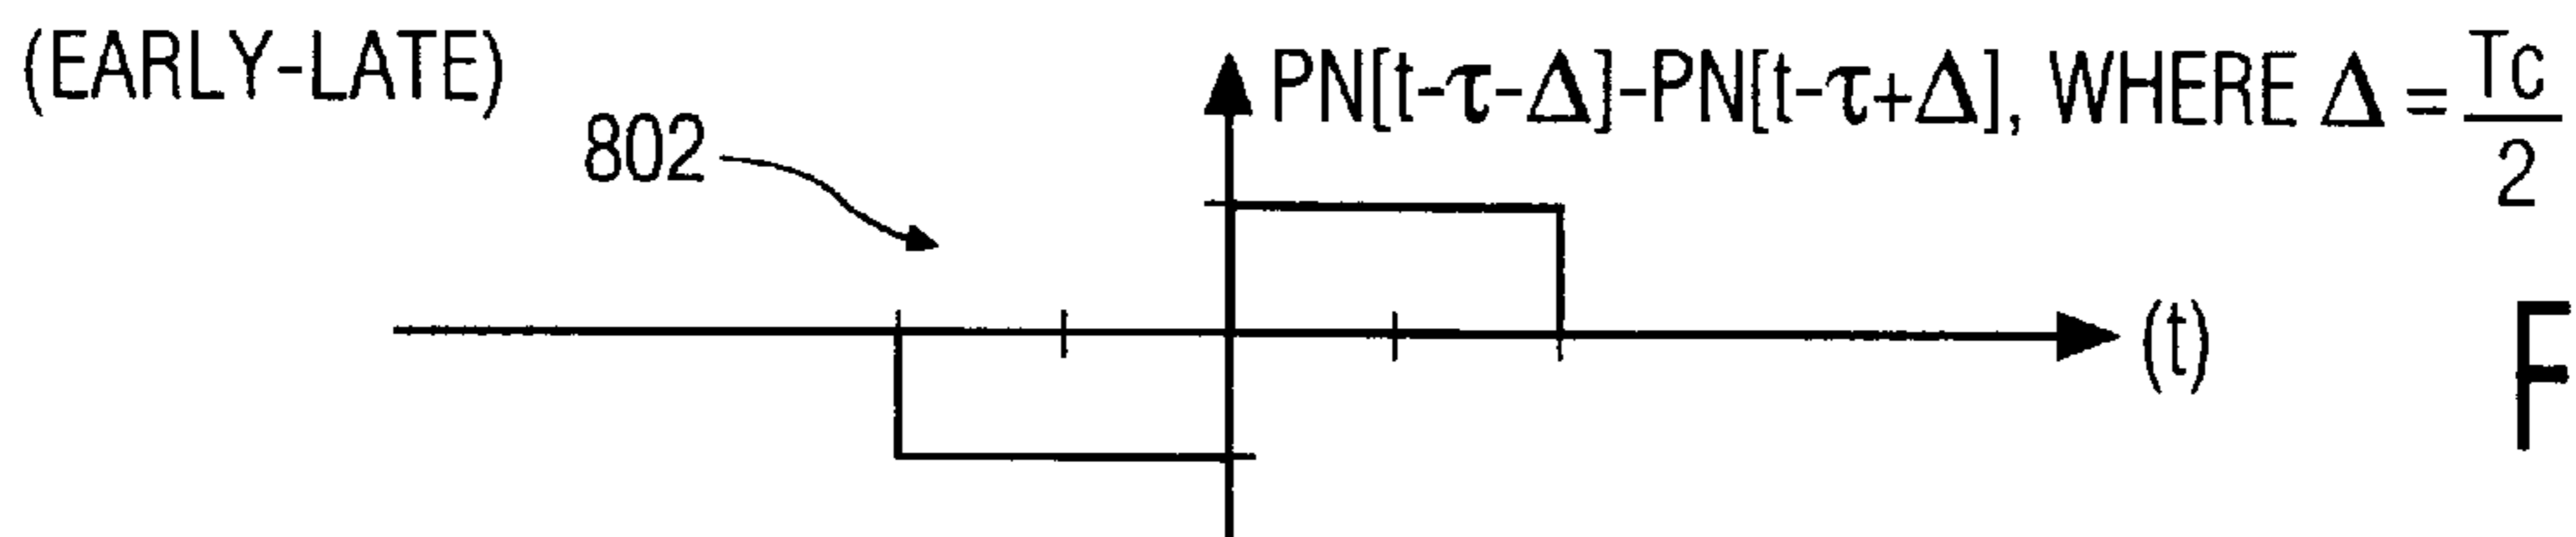 (EARLY-LATE)
PN[t-τ-Δ]-PN[t-τ+Δ], WHERE Δ = Tc/2
802
(t)
F